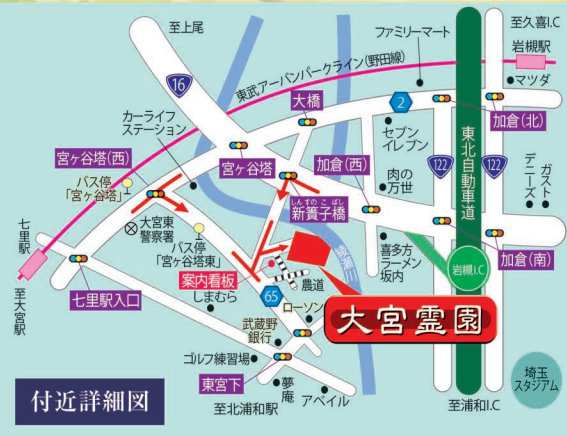 至上尾
ファミリーマート
至久喜I.C
岩槻駅
マツダ
16
東武アーバンパークライン(野田線)
大橋
2
加倉(北)
カーライフ
ステーション
セブン
イレブン
宮ヶ谷塔(西)
宮ヶ谷塔
加倉(西)
122
東北自動車道
122
バス停
「宮ヶ谷塔」
肉の
万世
デニーズ
ガスト
しんすのこばし
新簀子橋
大宮東
警察署
バス停
「宮ヶ谷塔東」
綾瀬川
喜多方
ラーメン
坂内
加倉(南)
岩槻I.C
七里駅
至大宮駅
七里駅入口
案内看板
しまむら
農道
65
ローソン
大宮霊園
武蔵野
銀行
ゴルフ練習場
東宮下
夢庵
アベイル
至北浦和駅
至浦和I.C
埼玉
スタジアム
付近詳細図